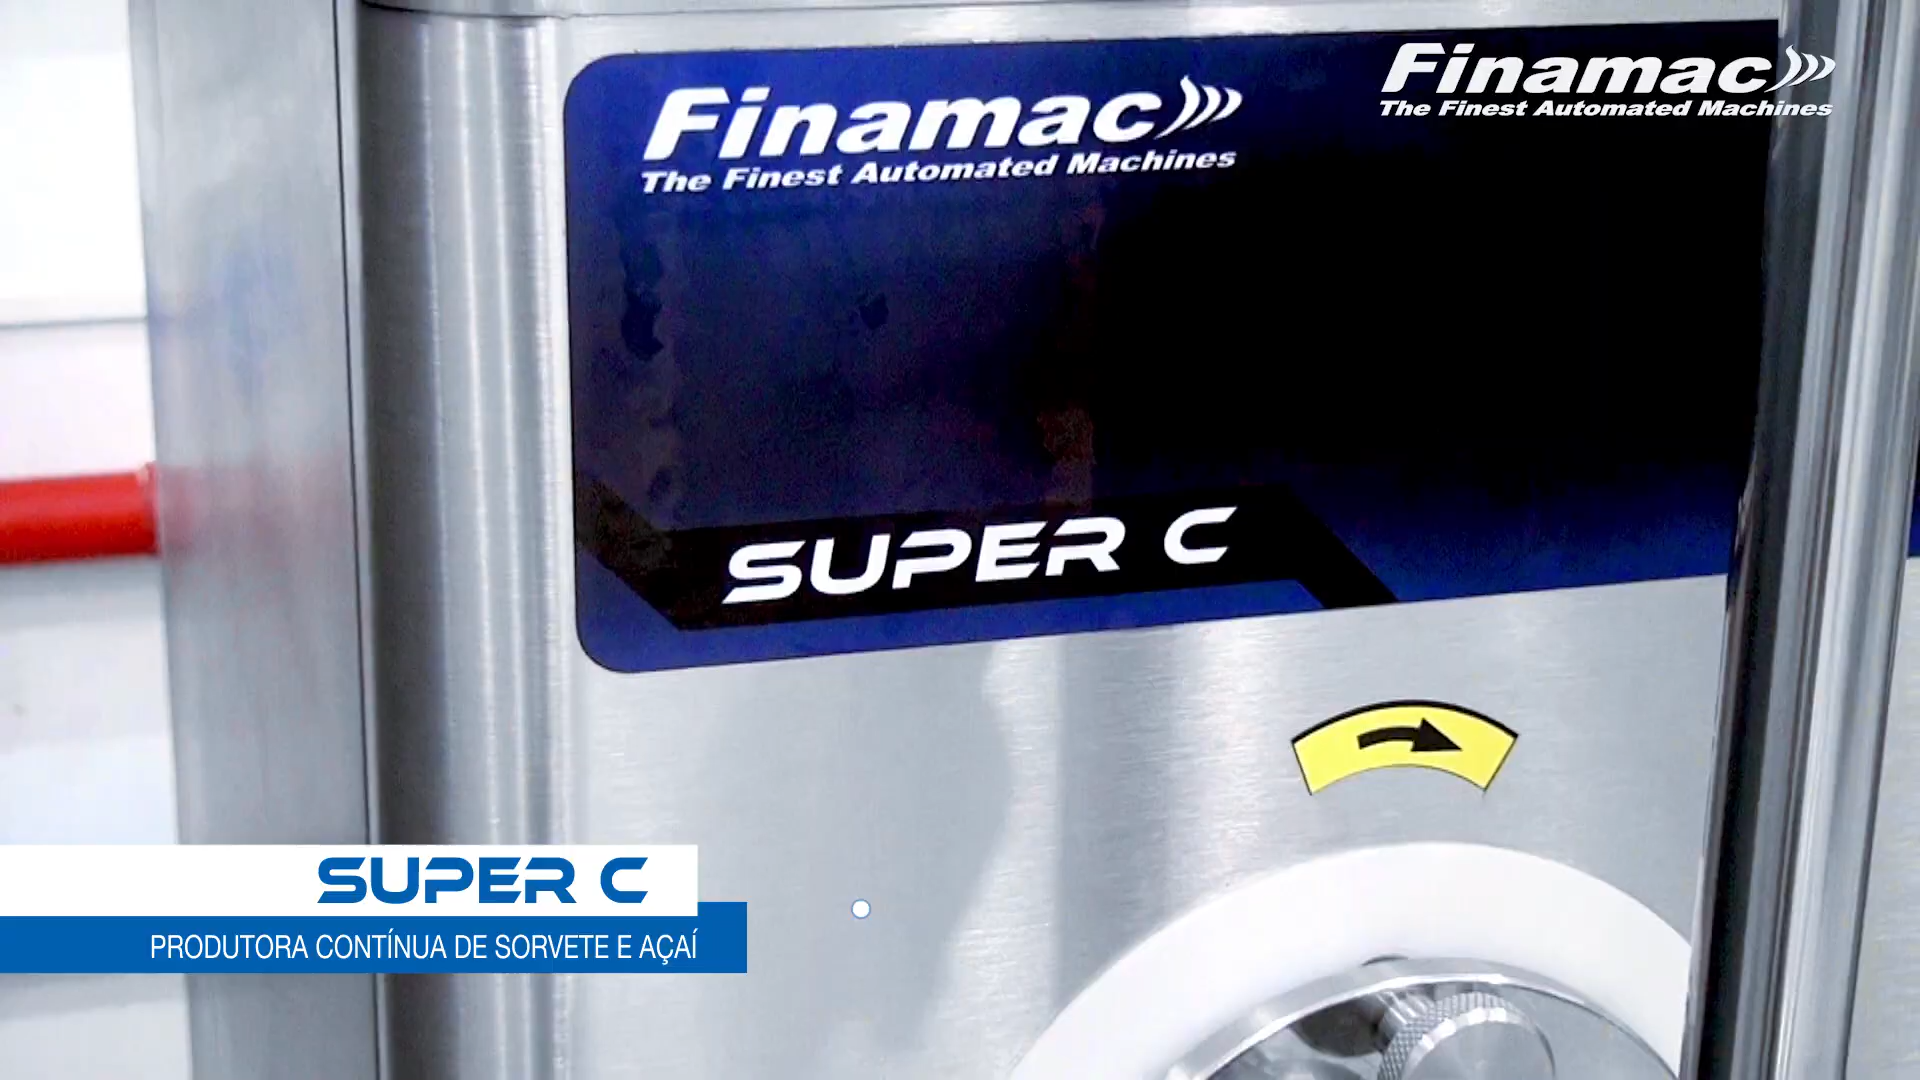 Finamac
The Finest Automated Machines
Finamac
The Finest Automated Machines
SUPER C
SUPER C
PRODUTORA CONTÍNUA DE SORVETE E AÇAÍ